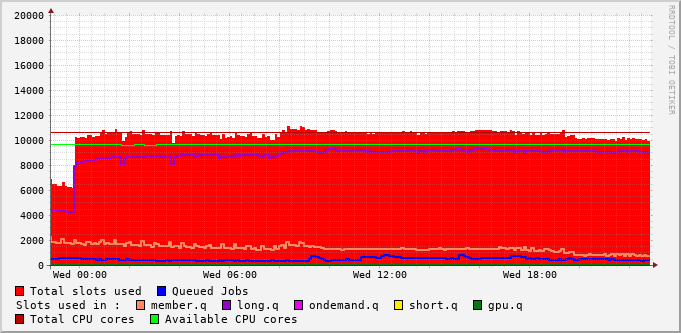 20000
18000
16000
14000
12000
10000
8000
6000
4000
2000
0
Wed 00:00 Wed 06:00 Wed 12:00 Wed 18:00
RRDTOOL / TOBI OETIKER
Total slots used Queued Jobs
Slots used in : member.q long.q ondemand.q short.q gpu.q
Total CPU cores Available CPU cores